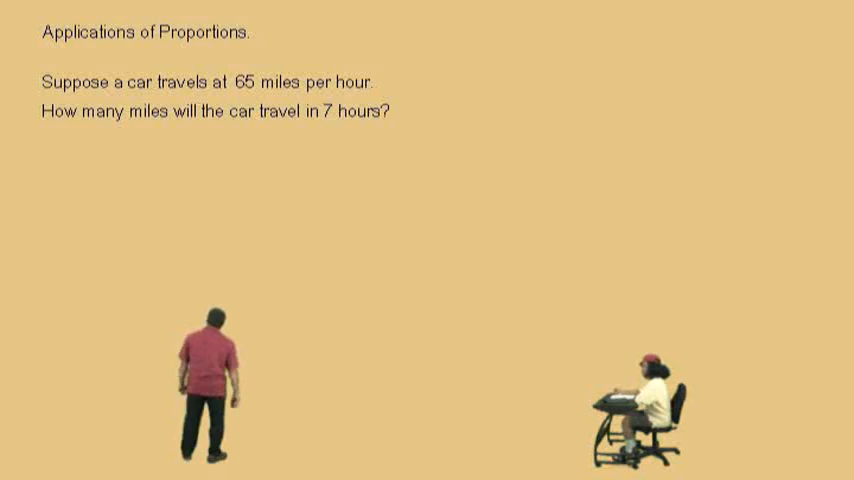 Applications of Proportions.
Suppose a car travels at 65 miles per hour.
How many miles will the car travel in 7 hours?